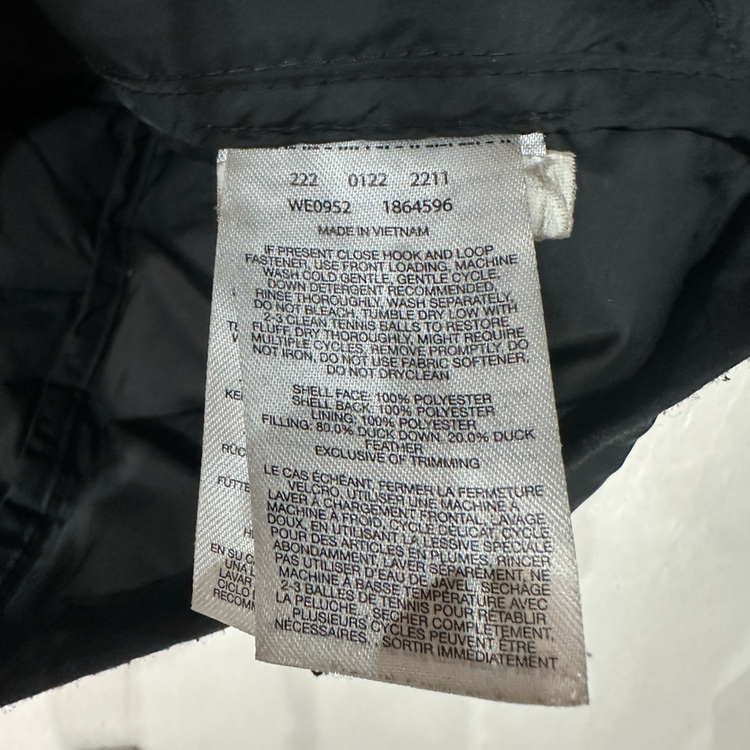 222 0122 2211
WE0952 1864596
MADE IN VIETNAM
IF PRESENT CLOSE HOOK AND LOOP
FASTENER, USE FRONT LOADING, MACHINE
WASH COLD GENTLE, GENTLE CYCLE.
DOWN DETERGENT RECOMMENDED,
RINSE THOROUGHLY, WASH SEPARATELY,
DO NOT BLEACH, TUMBLE DRY LOW WITH
2-3 CLEAN TENNIS BALLS TO RESTORE
FLUFF, DRY THOROUGHLY, MIGHT REQUIRE
MULTIPLE CYCLES, REMOVE PROMPTLY, DO
NOT IRON, DO NOT USE FABRIC SOFTENER,
DO NOT DRYCLEAN
SHELL FACE: 100% POLYESTER
SHELL BACK: 100% POLYESTER
LINING: 100% POLYESTER
FILLING: 80.0% DUCK DOWN, 20.0% DUCK
FEATHER
EXCLUSIVE OF TRIMMING
LE CAS ÉCHÉANT, FERMER LA FERMETURE
VELCRO, UTILISER UNE MACHINE À
LAVER À CHARGEMENT FRONTAL, LAVAGE
MACHINE À FROID, CYCLE DÉLICAT, CYCLE
DOUX, EN UTILISANT LA LESSIVE SPÉCIALE
POUR DES ARTICLES EN PLUMES, RINCER
ABONDAMMENT, LAVER SÉPARÉMENT, NE
PAS UTILISER D'EAU DE JAVEL, SÉCHAGE
MACHINE À BASSE TEMPÉRATURE AVEC
2-3 BALLES DE TENNIS POUR RÉTABLIR
LA PELUCHE, SÉCHER COMPLÈTEMENT,
PLUSIEURS CYCLES PEUVENT ÊTRE
NÉCESSAIRES, SORTIR IMMÉDIATEMENT
EN SU
UNA L
LAVAR
CICLO
RECOM